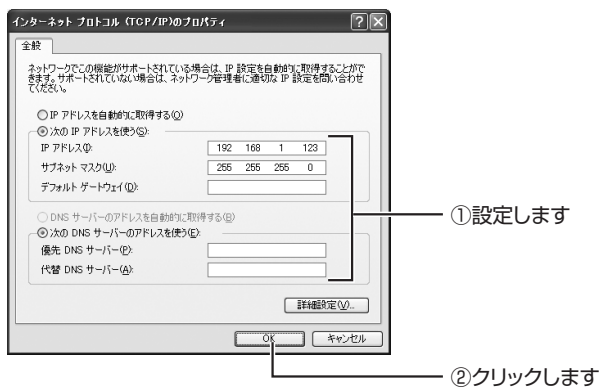 インターネット プロトコル (TCP/IP)のプロパティ
全般
ネットワークでこの機能がサポートされている場合は、IP 設定を自動的に取得することがで
きます。サポートされていない場合は、ネットワーク管理者に適切な IP 設定を問い合わせ
てください。
IP アドレスを自動的に取得する(O)
次の IP アドレスを使う(S):
IP アドレス(I): 192 168 1 123
サブネット マスク(U): 255 255 255 0
デフォルト ゲートウェイ(D):
①設定します
DNS サーバーのアドレスを自動的に取得する(B)
次の DNS サーバーのアドレスを使う(E):
優先 DNS サーバー(P):
代替 DNS サーバー(A):
詳細設定(V)...
OK キャンセル
②クリックします